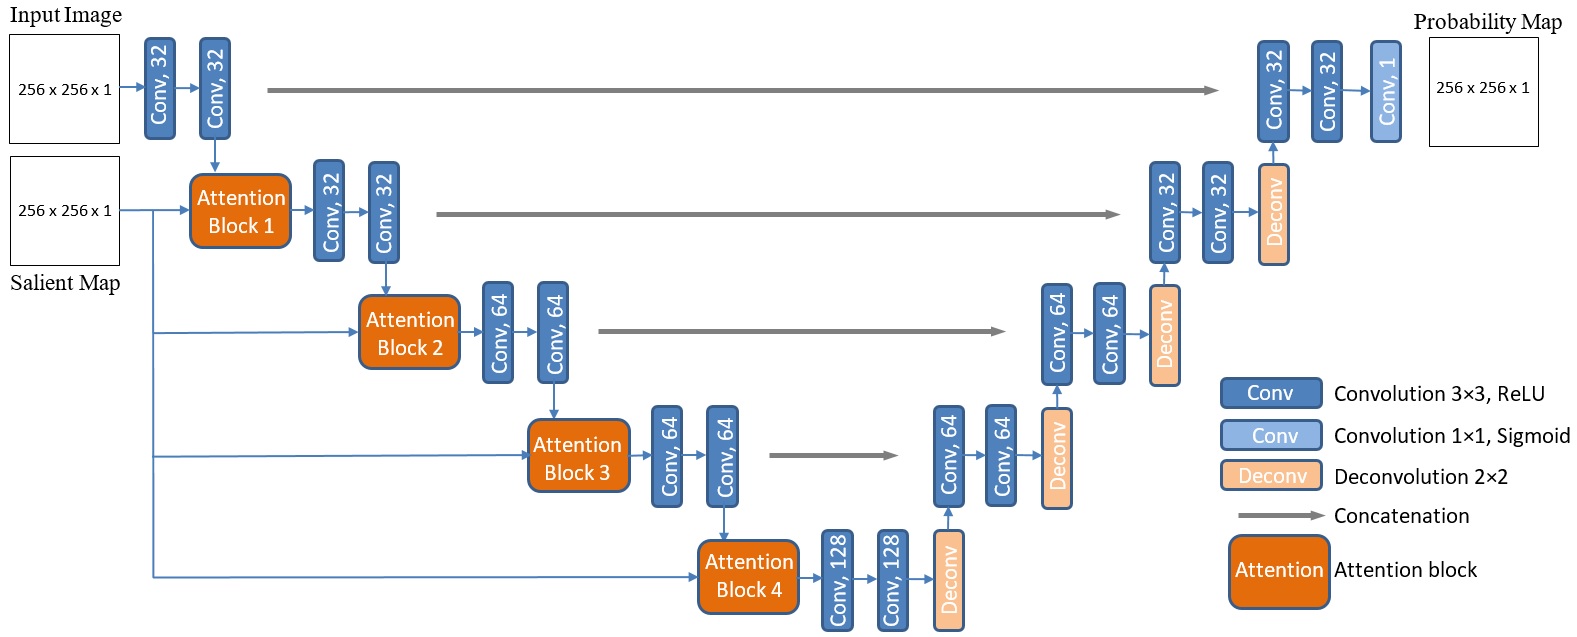 Input Image
256 x 256 x 1
Conv, 32
Conv, 32
Probability Map
Conv, 32
Conv, 32
Conv, 1
256 x 256 x 1
256 x 256 x 1
Salient Map
Attention
Block 1
Conv, 32
Conv, 32
Conv, 32
Conv, 32
Deconv
Attention
Block 2
Conv, 64
Conv, 64
Conv, 64
Conv, 64
Deconv
Attention
Block 3
Conv, 64
Conv, 64
Conv, 64
Conv, 64
Deconv
Attention
Block 4
Conv, 128
Conv, 128
Deconv
Conv
Convolution 3×3, ReLU
Conv
Convolution 1×1, Sigmoid
Deconv
Deconvolution 2×2
Concatenation
Attention
Attention block